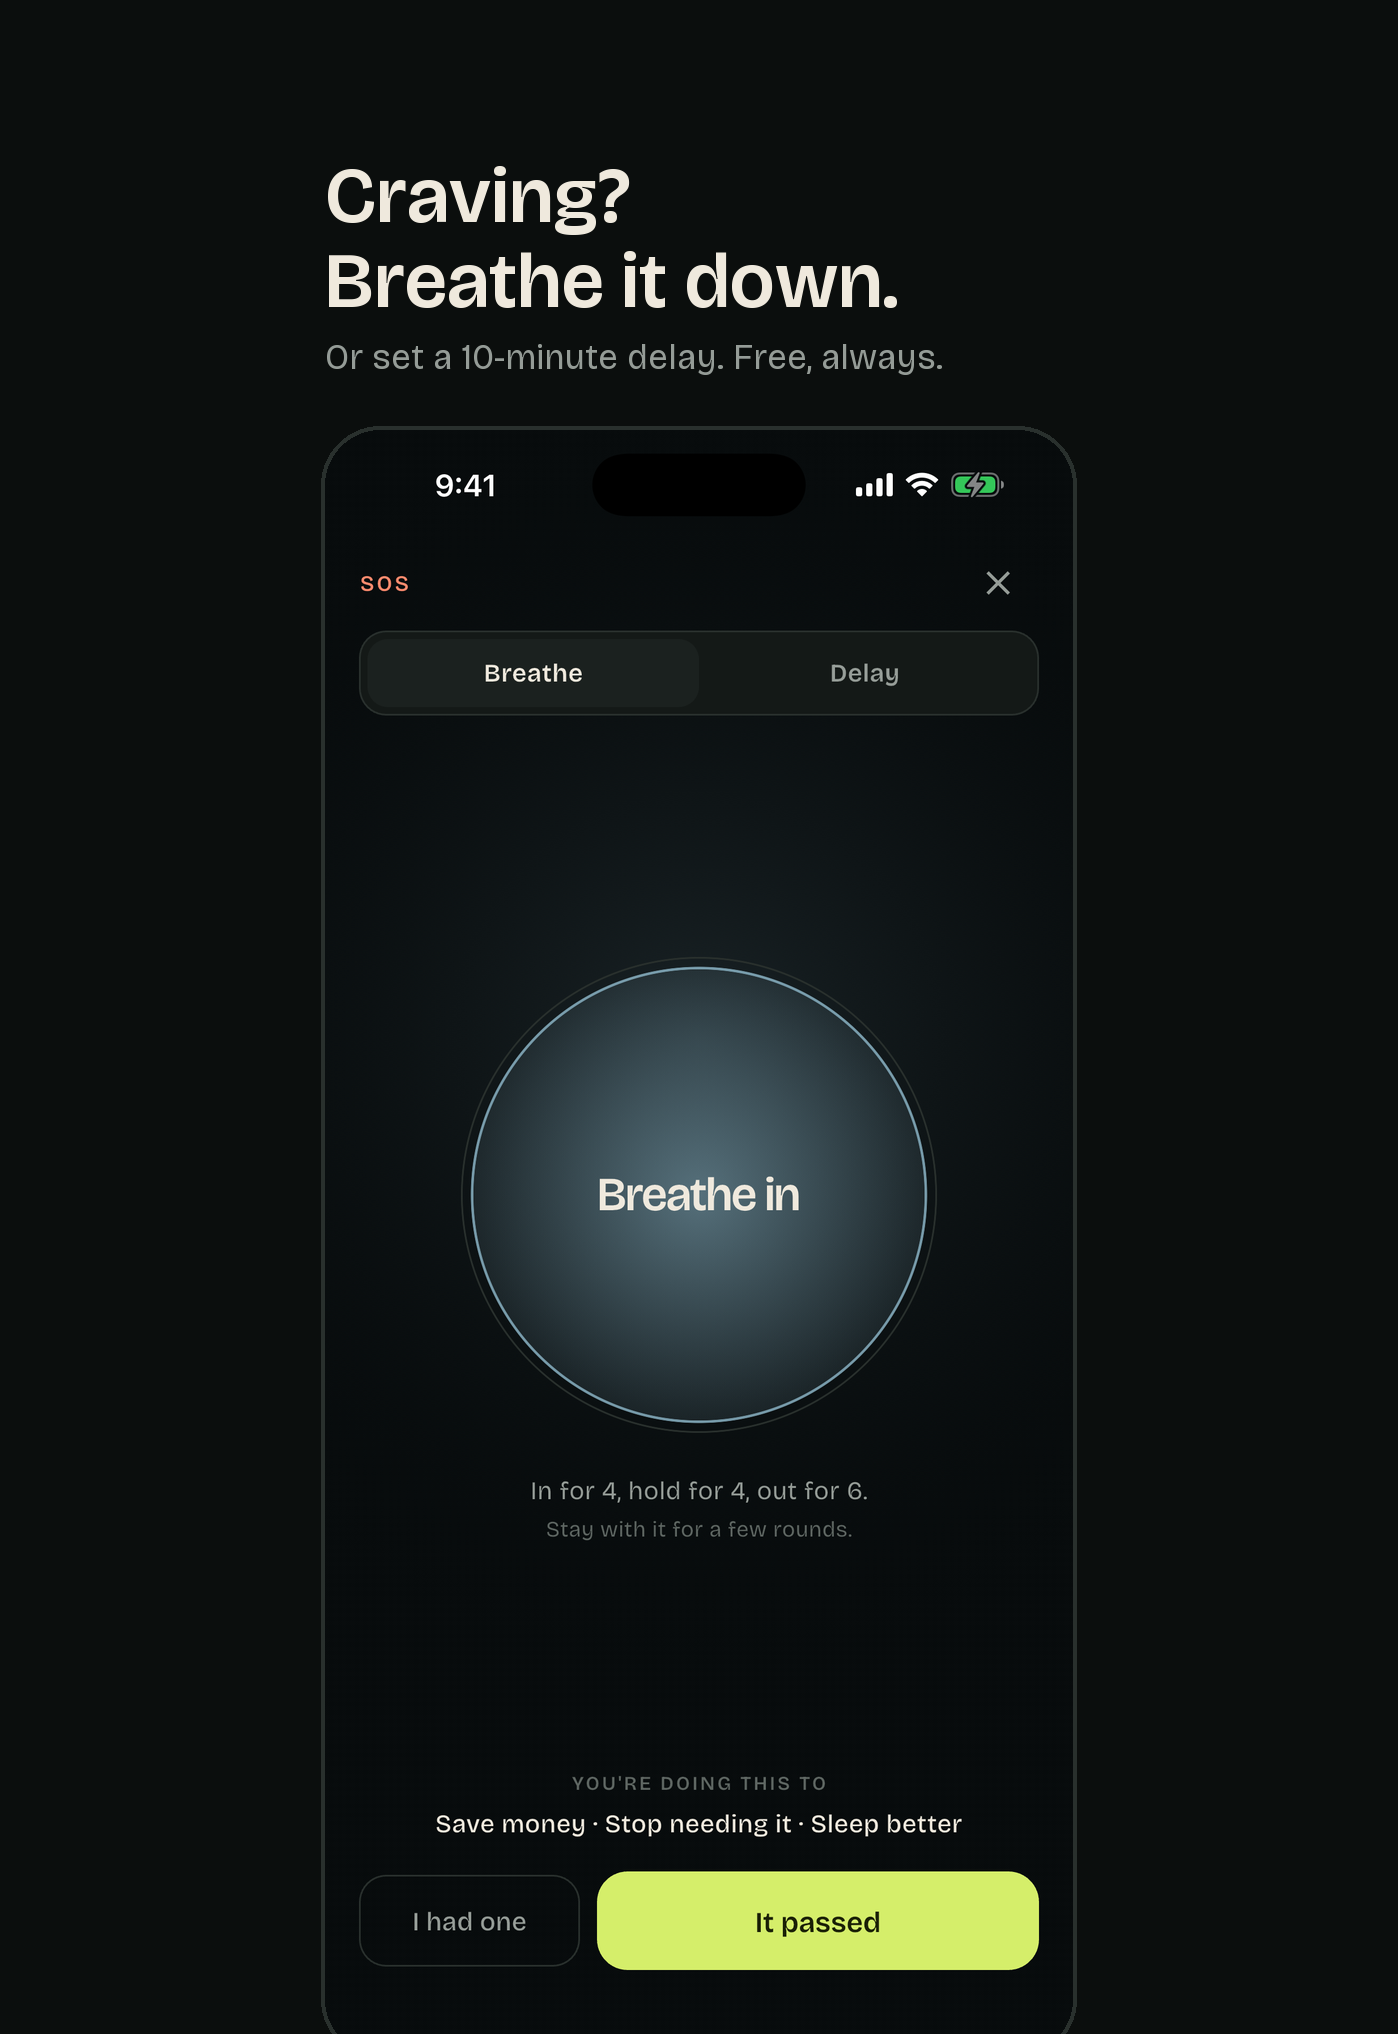 Craving?
Breathe it down.
Or set a 10-minute delay. Free, always.
9:41
SOS
Breathe
Delay
Breathe in
In for 4, hold for 4, out for 6.
Stay with it for a few rounds.
YOU'RE DOING THIS TO
Save money · Stop needing it · Sleep better
I had one
It passed